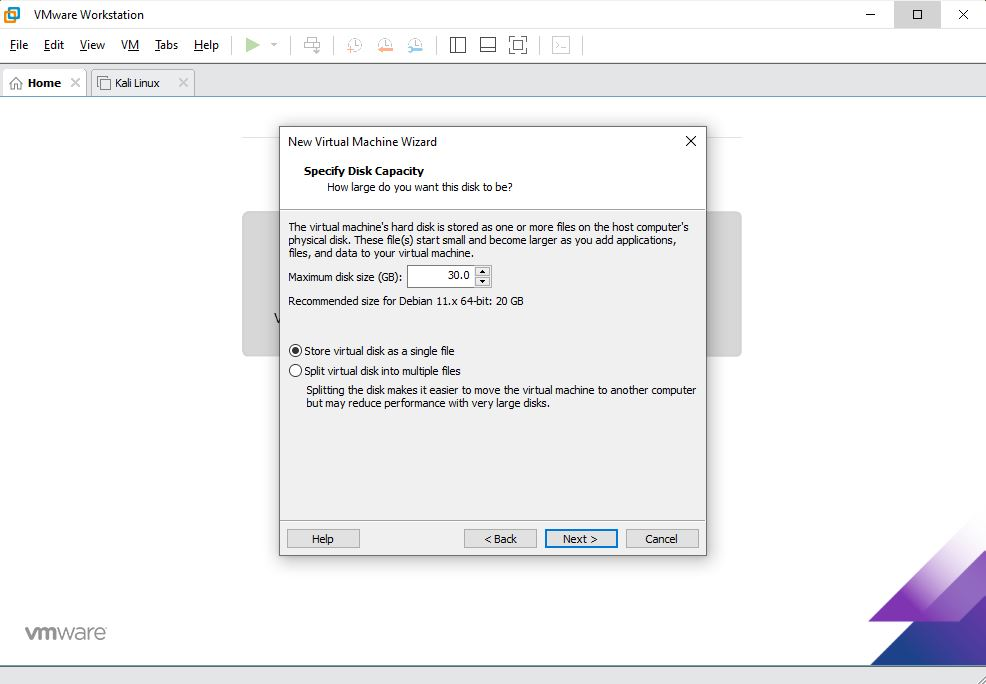 VMware Workstation
File Edit View VM Tabs Help
Home Kali Linux
New Virtual Machine Wizard
Specify Disk Capacity
How large do you want this disk to be?
The virtual machine's hard disk is stored as one or more files on the host computer's
physical disk. These file(s) start small and become larger as you add applications,
files, and data to your virtual machine.
Maximum disk size (GB): 30.0
Recommended size for Debian 11.x 64-bit: 20 GB
Store virtual disk as a single file
Split virtual disk into multiple files
Splitting the disk makes it easier to move the virtual machine to another computer
but may reduce performance with very large disks.
Help < Back Next > Cancel
vmware